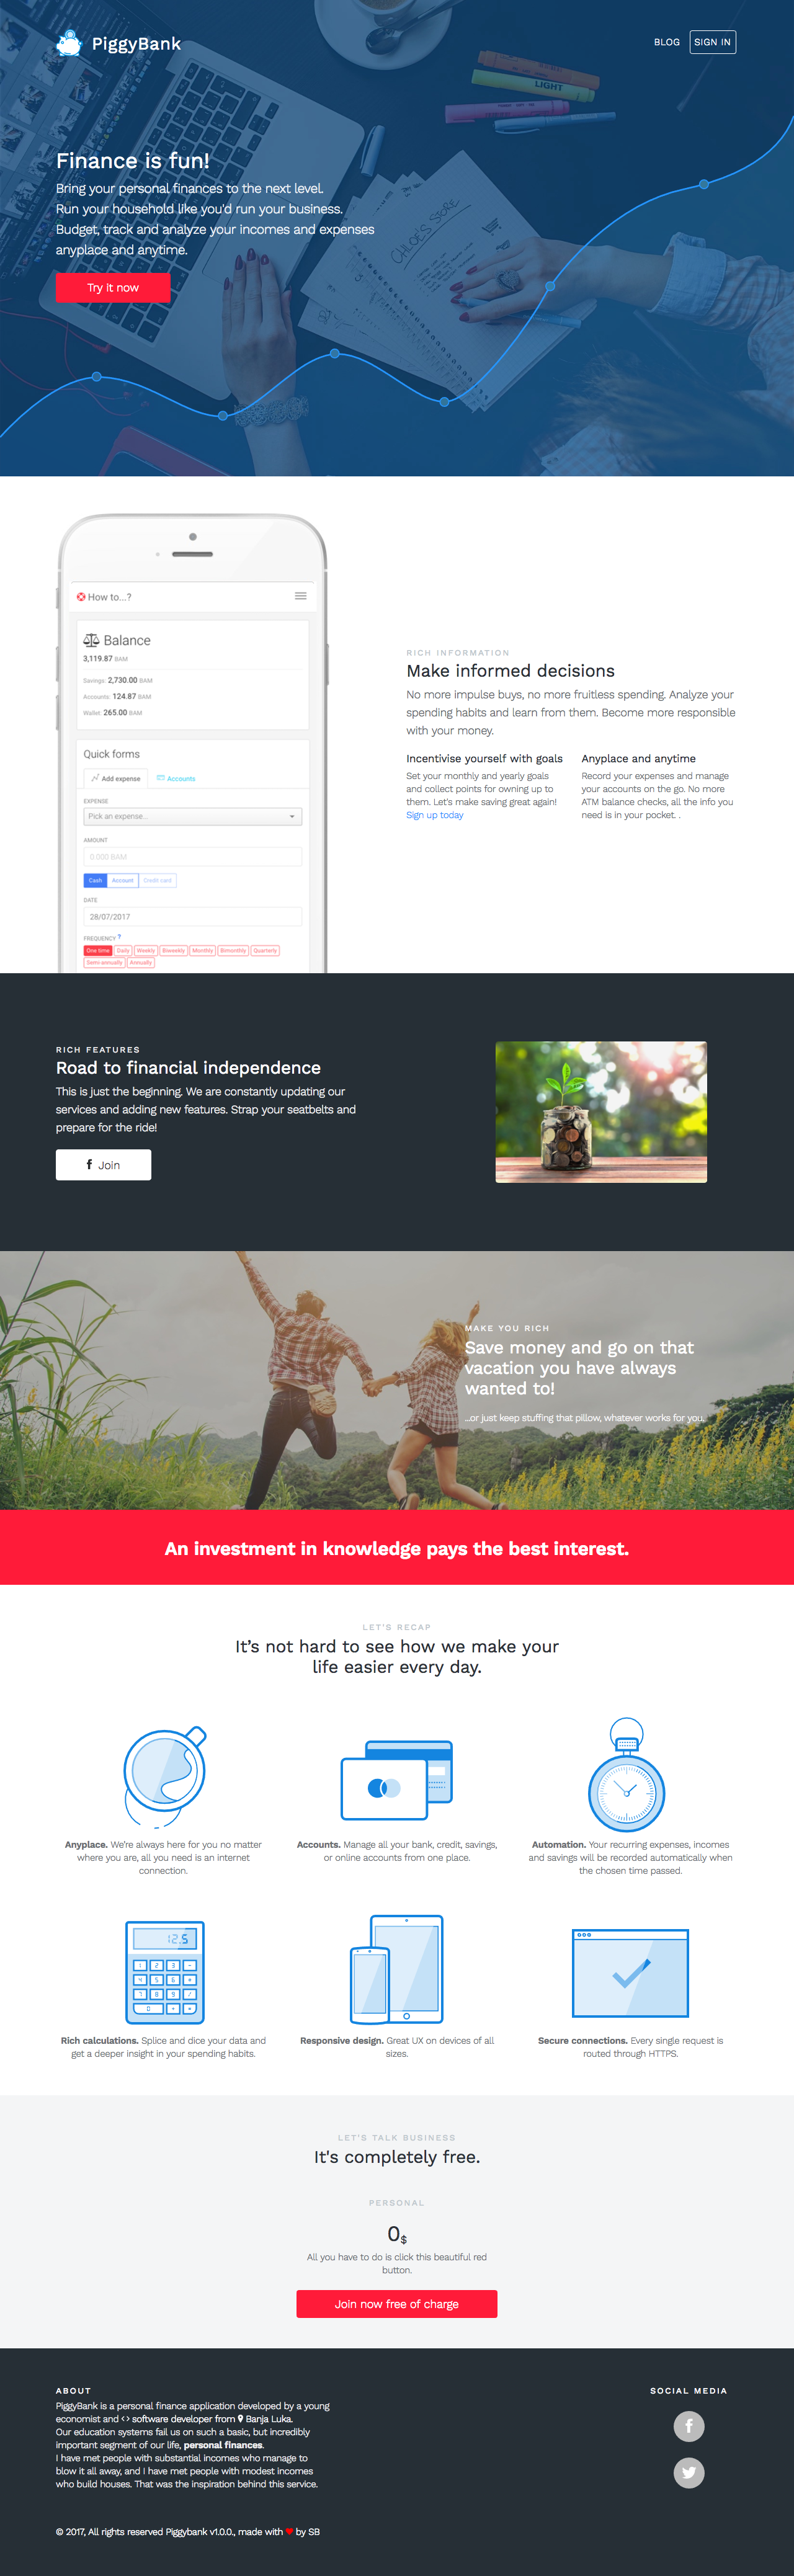 PiggyBank
BLOG
SIGN IN
LIGHT
CHLOE'S SORE
Finance is fun!
Bring your personal finances to the next level.
Run your household like you'd run your business.
Budget, track and analyze your incomes and expenses
anyplace and anytime.
Try it now
How to...?
Balance
3,119.87 BAM
Savings: 2,730.00 BAM
Accounts: 124.87 BAM
Wallet: 265.00 BAM
Quick forms
Add expense
Accounts
EXPENSE
Pick an expense...
AMOUNT
0.000 BAM
Cash
Account
Credit card
DATE
28/07/2017
FREQUENCY ?
One time
Daily
Weekly
Biweekly
Monthly
Bimonthly
Quarterly
Semi-annually
Annually
RICH INFORMATION
Make informed decisions
No more impulse buys, no more fruitless spending. Analyze your
spending habits and learn from them. Become more responsible
with your money.
Incentivise yourself with goals
Set your monthly and yearly goals
and collect points for owning up to
them. Let's make saving great again!
Sign up today
Anyplace and anytime
Record your expenses and manage
your accounts on the go. No more
ATM balance checks, all the info you
need is in your pocket. .
RICH FEATURES
Road to financial independence
This is just the beginning. We are constantly updating our
services and adding new features. Strap your seatbelts and
prepare for the ride!
f Join
MAKE YOU RICH
Save money and go on that
vacation you have always
wanted to!
...or just keep stuffing that pillow, whatever works for you.
An investment in knowledge pays the best interest.
LET'S RECAP
It's not hard to see how we make your
life easier every day.
Anyplace. We're always here for you no matter
where you are, all you need is an internet
connection.
Accounts. Manage all your bank, credit, savings,
or online accounts from one place.
Automation. Your recurring expenses, incomes
and savings will be recorded automatically when
the chosen time passed.
12.5
1 2 3 -
4 5 6 +
7 8 9 /
0
Rich calculations. Splice and dice your data and
get a deeper insight in your spending habits.
Responsive design. Great UX on devices of all
sizes.
Secure connections. Every single request is
routed through HTTPS.
LET'S TALK BUSINESS
It's completely free.
PERSONAL
0$
All you have to do is click this beautiful red
button.
Join now free of charge
ABOUT
PiggyBank is a personal finance application developed by a young
economist and <> software developer from Banja Luka.
Our education systems fail us on such a basic, but incredibly
important segment of our life, personal finances.
I have met people with substantial incomes who manage to
blow it all away, and I have met people with modest incomes
who build houses. That was the inspiration behind this service.
SOCIAL MEDIA
f
© 2017, All rights reserved Piggybank v1.0.0., made with ♥ by SB